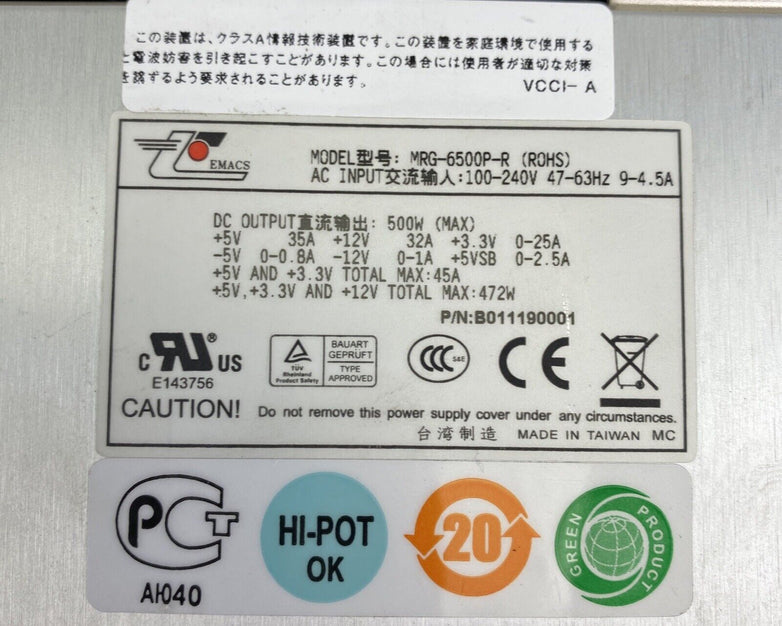 この装置は、クラスA情報技術装置です。この装置を家庭環境で使用する
と電波妨害を引き起こすことがあります。この場合には使用者が適切な対策
を講ずるよう要求されることがあります。
VCCI- A
EMACS
MODEL型号: MRG-6500P-R (ROHS)
AC INPUT交流输入:100-240V 47-63Hz 9-4.5A
DC OUTPUT直流输出: 500W (MAX)
+5V 35A +12V 32A +3.3V 0-25A
-5V 0-0.8A -12V 0-1A +5VSB 0-2.5A
+5V AND +3.3V TOTAL MAX:45A
+5V,+3.3V AND +12V TOTAL MAX:472W
P/N:B011190001
C RU® US
E143756
TÜV
Rheinland
Product Safety
BAUART
GEPRÜFT
TYPE
APPROVED
CCC S&E
CE
CAUTION! Do not remove this power supply cover under any circumstances.
台湾制造 MADE IN TAIWAN MC
PCT
АЮ40
HI-POT
OK
20
GREEN PRODUCT